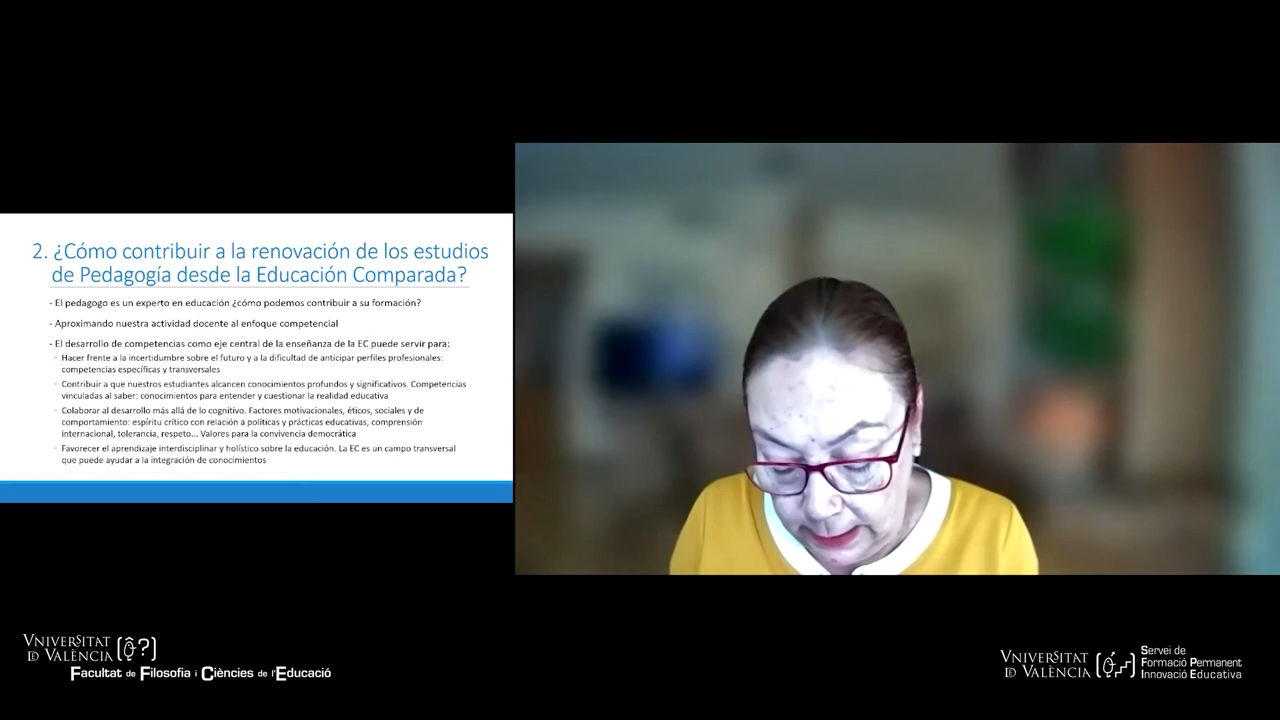 2. ¿Cómo contribuir a la renovación de los estudios
de Pedagogía desde la Educación Comparada?
- El pedagogo es un experto en educación ¿cómo podemos contribuir a su formación?
- Aproximando nuestra actividad docente al enfoque competencial
- El desarrollo de competencias como eje central de la enseñanza de la EC puede servir para:
◦ Hacer frente a la incertidumbre sobre el futuro y a la dificultad de anticipar perfiles profesionales:
competencias específicas y transversales
◦ Contribuir a que nuestros estudiantes alcancen conocimientos profundos y significativos. Competencias
vinculadas al saber: conocimientos para entender y cuestionar la realidad educativa
◦ Colaborar al desarrollo más allá de lo cognitivo. Factores motivacionales, éticos, sociales y de
comportamiento: espíritu crítico con relación a políticas y prácticas educativas, comprensión
internacional, tolerancia, respeto... Valores para la convivencia democrática
◦ Favorecer el aprendizaje interdisciplinar y holístico sobre la educación. La EC es un campo transversal
que puede ayudar a la integración de conocimientos
VNIVERSITAT
D VALÈNCIA
Facultat de Filosofia i Ciències de l'Educació
VNIVERSITAT
D VALÈNCIA
Servei de
Formació Permanent
Innovació Educativa